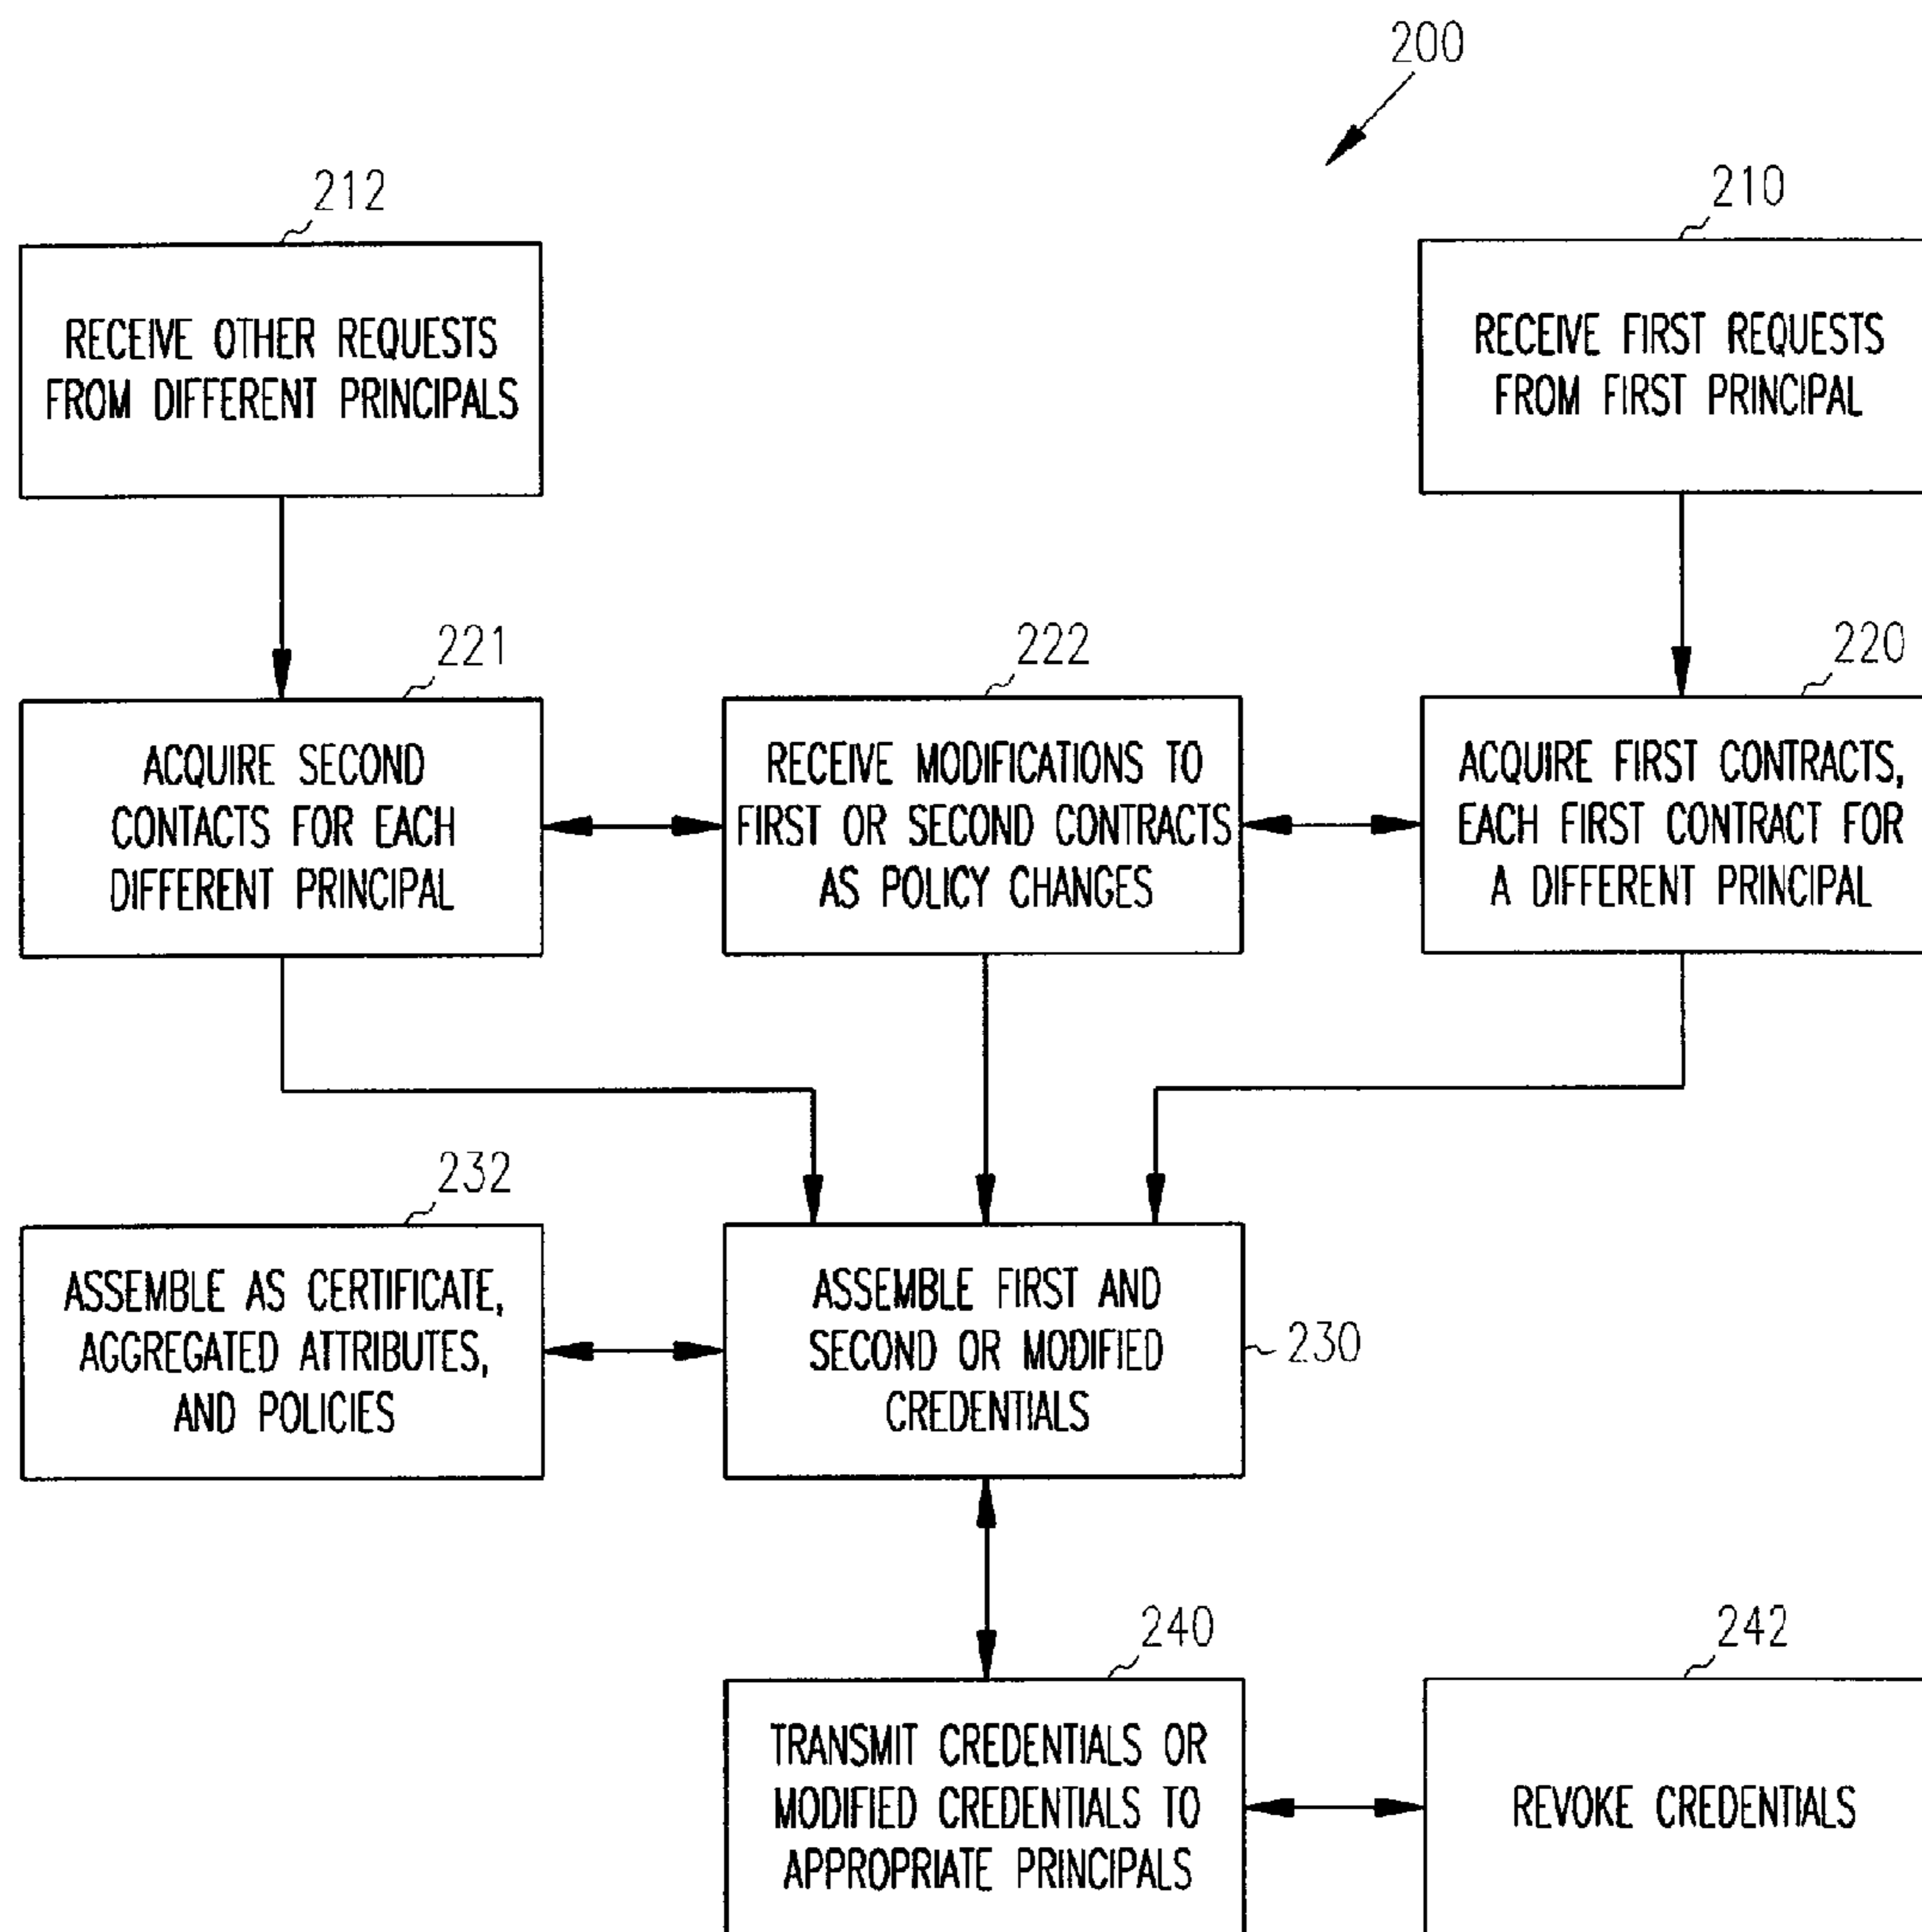 200
212
RECEIVE OTHER REQUESTS
FROM DIFFERENT PRINCIPALS
210
RECEIVE FIRST REQUESTS
FROM FIRST PRINCIPAL
221
ACQUIRE SECOND
CONTACTS FOR EACH
DIFFERENT PRINCIPAL
222
RECEIVE MODIFICATIONS TO
FIRST OR SECOND CONTRACTS
AS POLICY CHANGES
220
ACQUIRE FIRST CONTRACTS,
EACH FIRST CONTRACT FOR
A DIFFERENT PRINCIPAL
232
ASSEMBLE AS CERTIFICATE,
AGGREGATED ATTRIBUTES,
AND POLICIES
ASSEMBLE FIRST AND
SECOND OR MODIFIED
CREDENTIALS
230
240
TRANSMIT CREDENTIALS OR
MODIFIED CREDENTIALS TO
APPROPRIATE PRINCIPALS
242
REVOKE CREDENTIALS